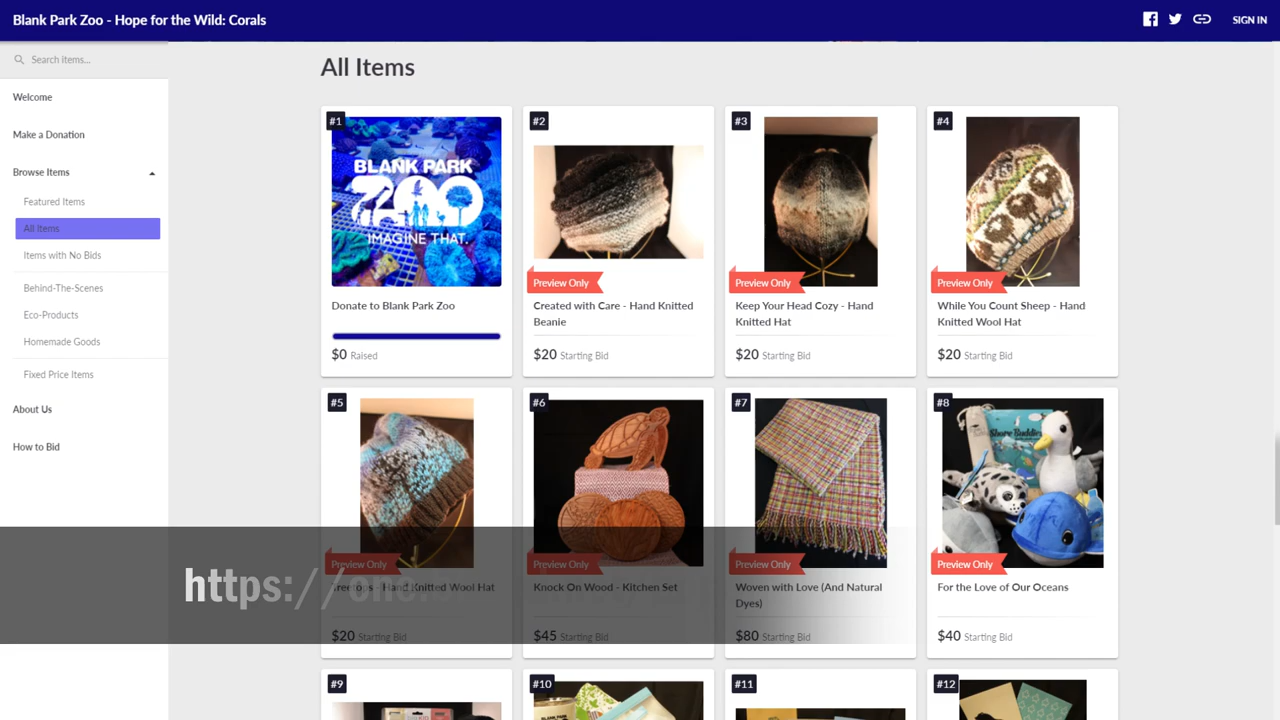 Blank Park Zoo - Hope for the Wild: Corals
SIGN IN
Search Items...
Welcome
Make a Donation
Browse Items
Featured Items
All Items
Items with No Bids
Behind-The-Scenes
Eco-Products
Homemade Goods
Fixed Price Items
About Us
How to Bid
All Items
#1
BLANK PARK
ZOO
IMAGINE THAT.
Donate to Blank Park Zoo
$0 Raised
#2
Preview Only
Created with Care - Hand Knitted
Beanie
$20 Starting Bid
#3
Preview Only
Keep Your Head Cozy - Hand
Knitted Hat
$20 Starting Bid
#4
Preview Only
While You Count Sheep - Hand
Knitted Wool Hat
$20 Starting Bid
#5
Preview Only
Treetops - Hand Knitted Wool Hat
$20 Starting Bid
#6
Preview Only
Knock On Wood - Kitchen Set
$45 Starting Bid
#7
Preview Only
Woven with Love (And Natural
Dyes)
$80 Starting Bid
#8
Shore Buddies
Preview Only
For the Love of Our Oceans
$40 Starting Bid
https://one.
#9
#10
#11
#12